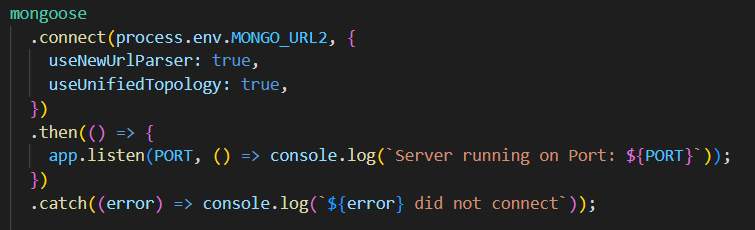 mongoose
  .connect(process.env.MONGO_URL2, {
    useNewUrlParser: true,
    useUnifiedTopology: true,
  })
  .then(() => {
    app.listen(PORT, () => console.log(`Server running on Port: ${PORT}`));
  })
  .catch((error) => console.log(`${error} did not connect`));